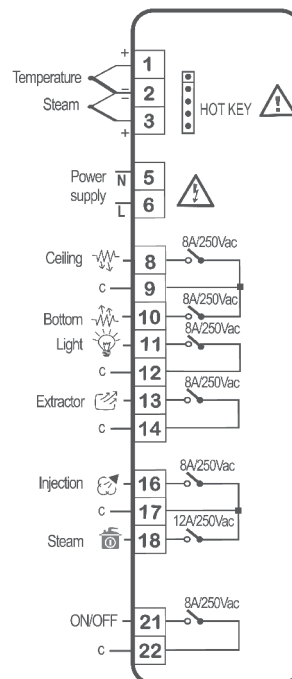 +
1
Temperature
−
2
−
Steam
3
+
HOT KEY
Power supply
N
5
L
6
8A/250Vac
Ceiling
8
c
9
8A/250Vac
Bottom
10
8A/250Vac
Light
11
c
12
8A/250Vac
Extractor
13
c
14
8A/250Vac
Injection
16
c
17
12A/250Vac
Steam
18
8A/250Vac
ON/OFF
21
c
22